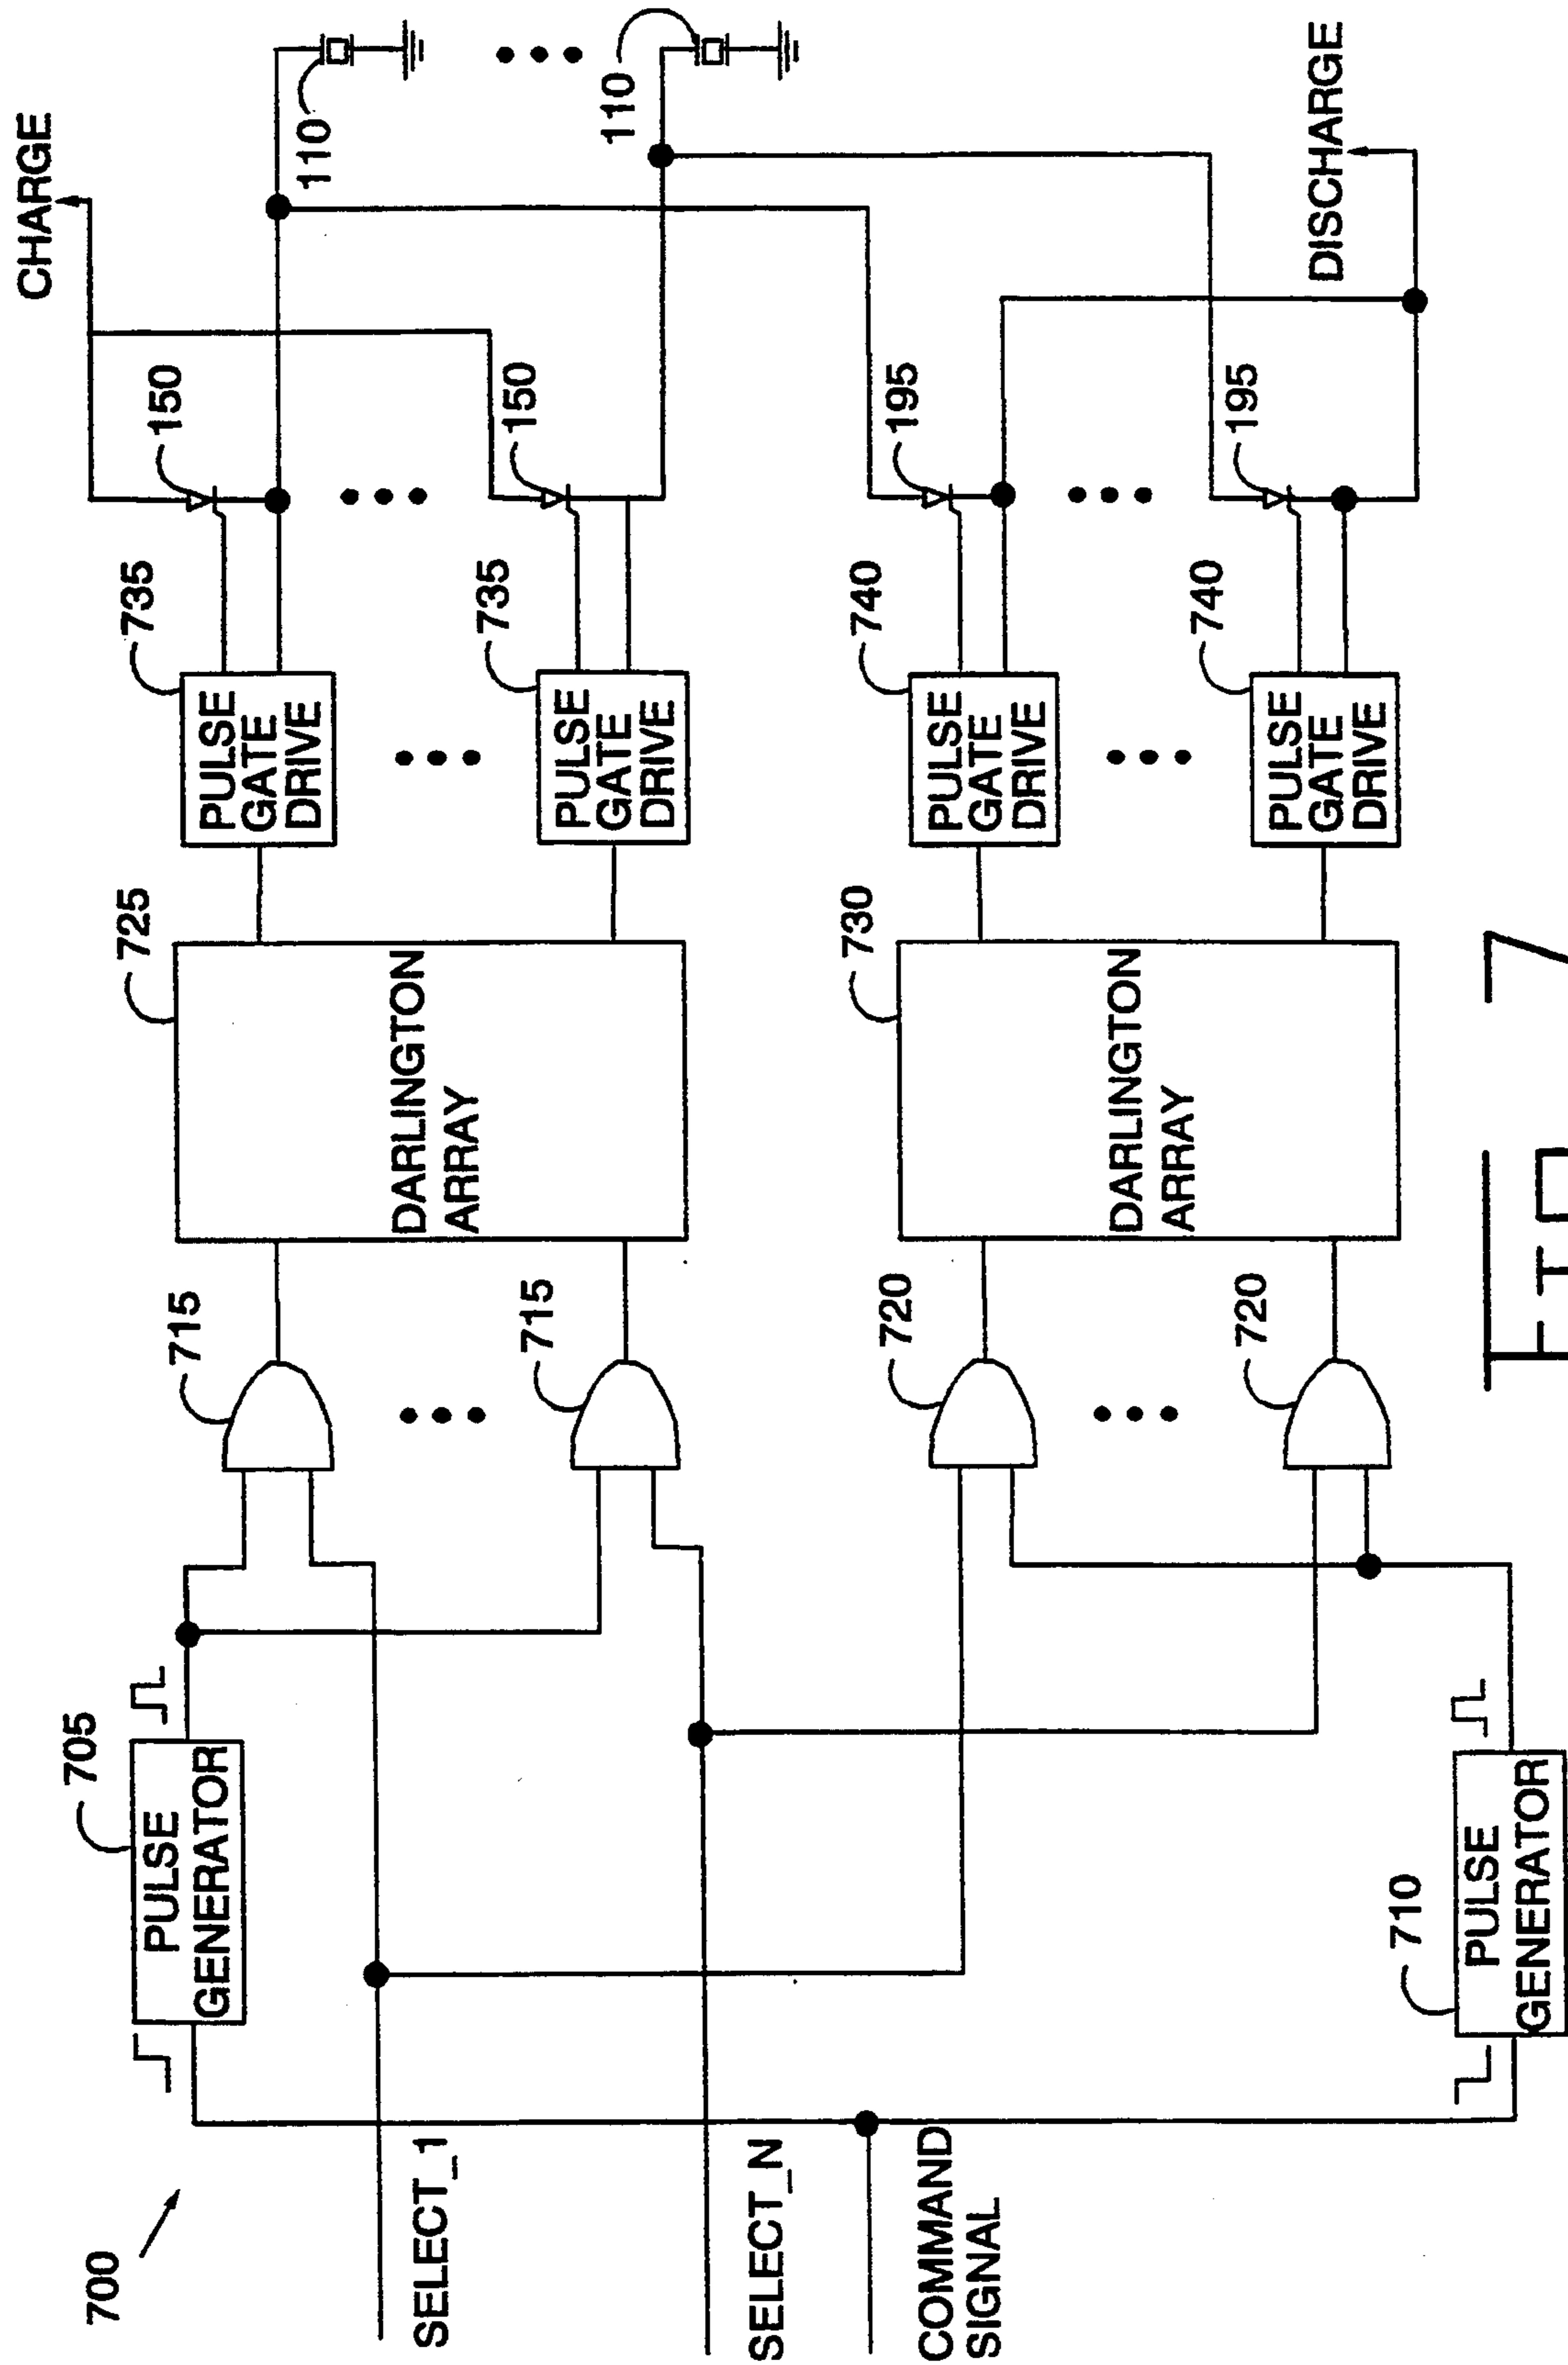 CHARGE
700
705
PULSE
GENERATOR
715
725
DARLINGTON
ARRAY
735
PULSE
GATE
DRIVE
150
110
SELECT_1
715
735
PULSE
GATE
DRIVE
150
110
SELECT_N
COMMAND
SIGNAL
720
730
DARLINGTON
ARRAY
740
PULSE
GATE
DRIVE
195
720
740
PULSE
GATE
DRIVE
195
DISCHARGE
710
PULSE
GENERATOR
FIG 7